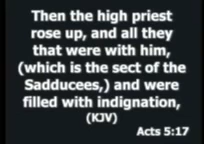 Then the high priest
rose up, and all they
that were with him,
(which is the sect of the
Sadducees,) and were
filled with indignation,
(KJV)
Acts 5:17